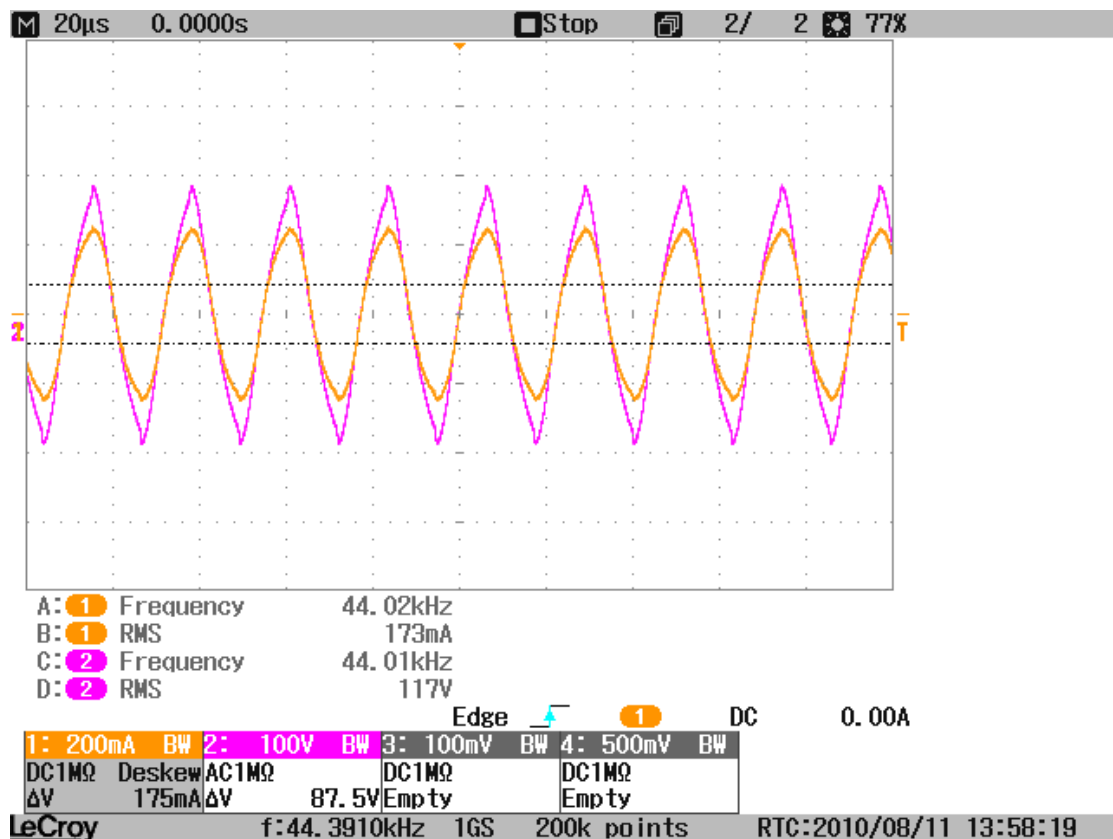 M 20μs 0.0000s Stop 2/ 2 77%
2 T
A: 1 Frequency 44.02kHz
B: 1 RMS 173mA
C: 2 Frequency 44.01kHz
D: 2 RMS 117V
Edge 1 DC 0.00A
1: 200mA BW 2: 100V BW 3: 100mV BW 4: 500mV BW
DC1MΩ Deskew AC1MΩ DC1MΩ DC1MΩ
ΔV 175mA ΔV 87.5V Empty Empty
LeCroy f:44.3910kHz 1GS 200k points RTC:2010/08/11 13:58:19